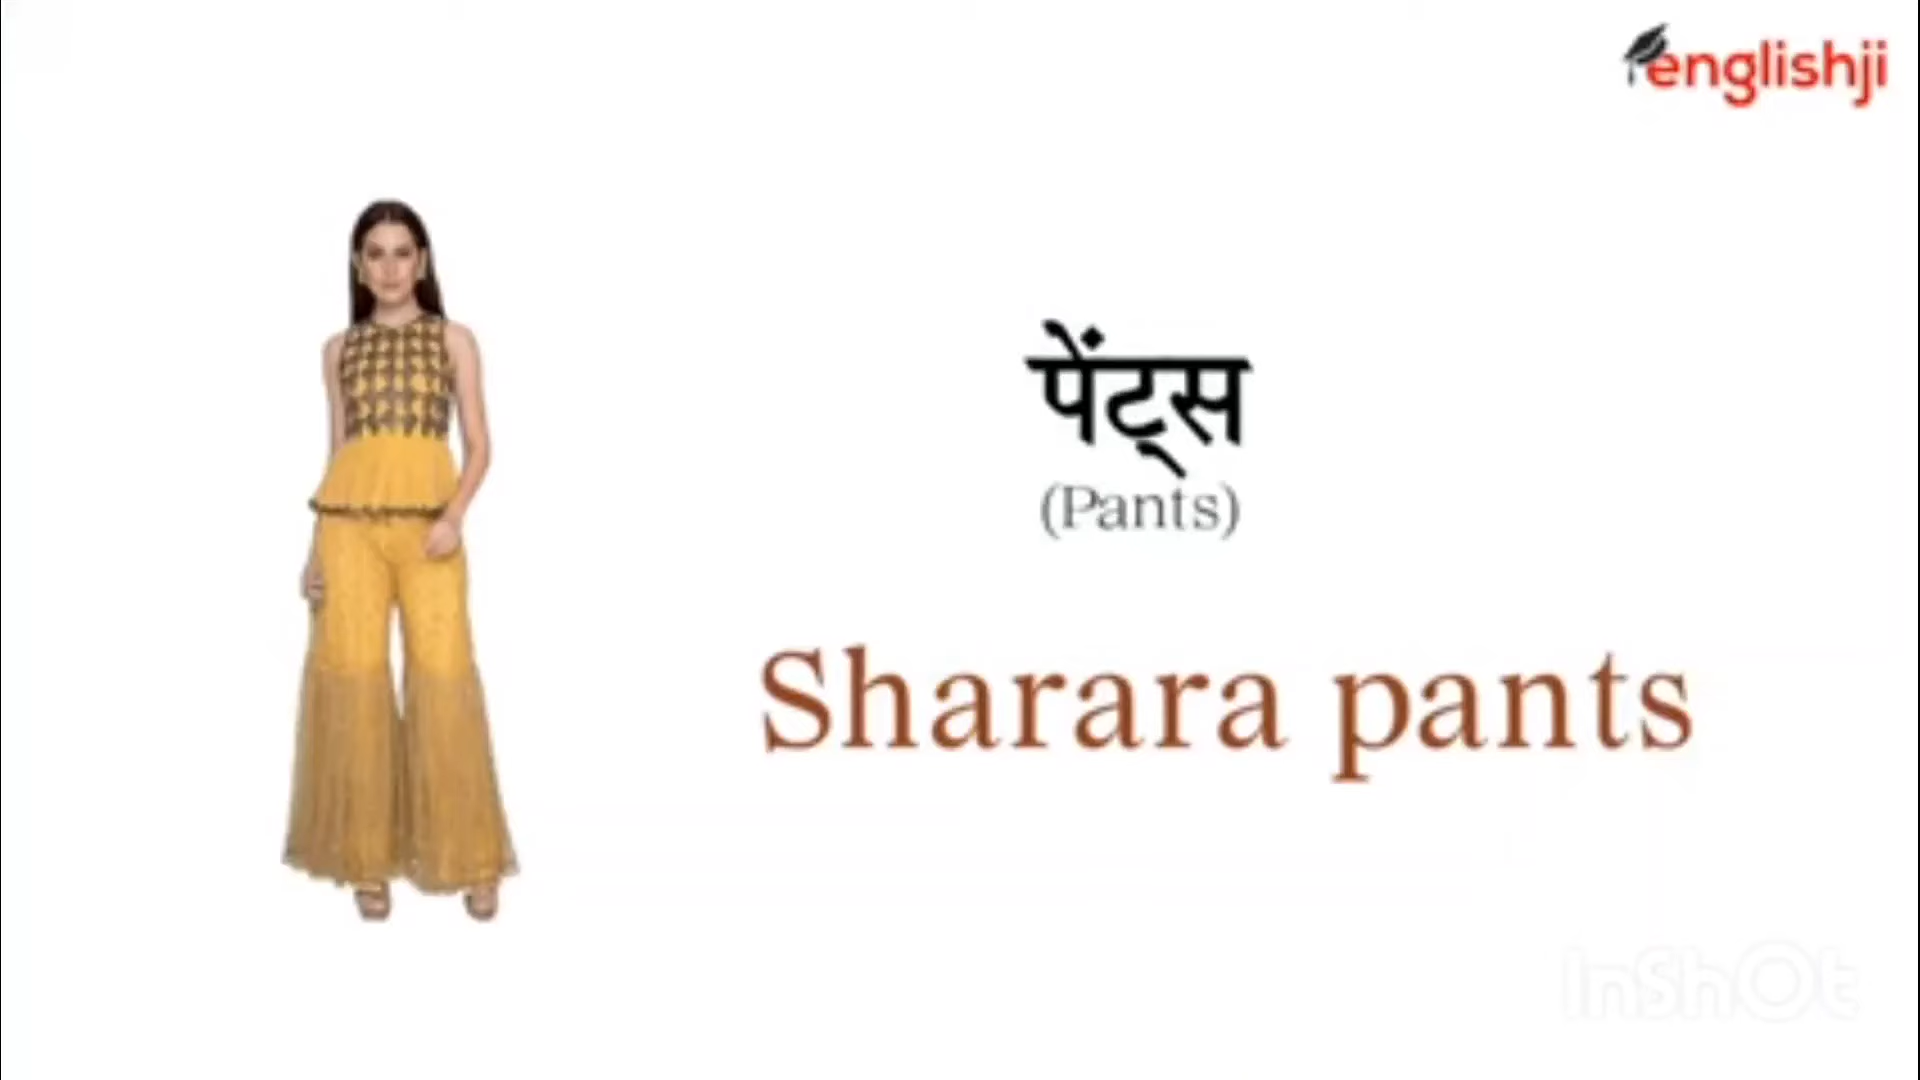 englishji
पेंट्स
(Pants)
Sharara pants
InShOt